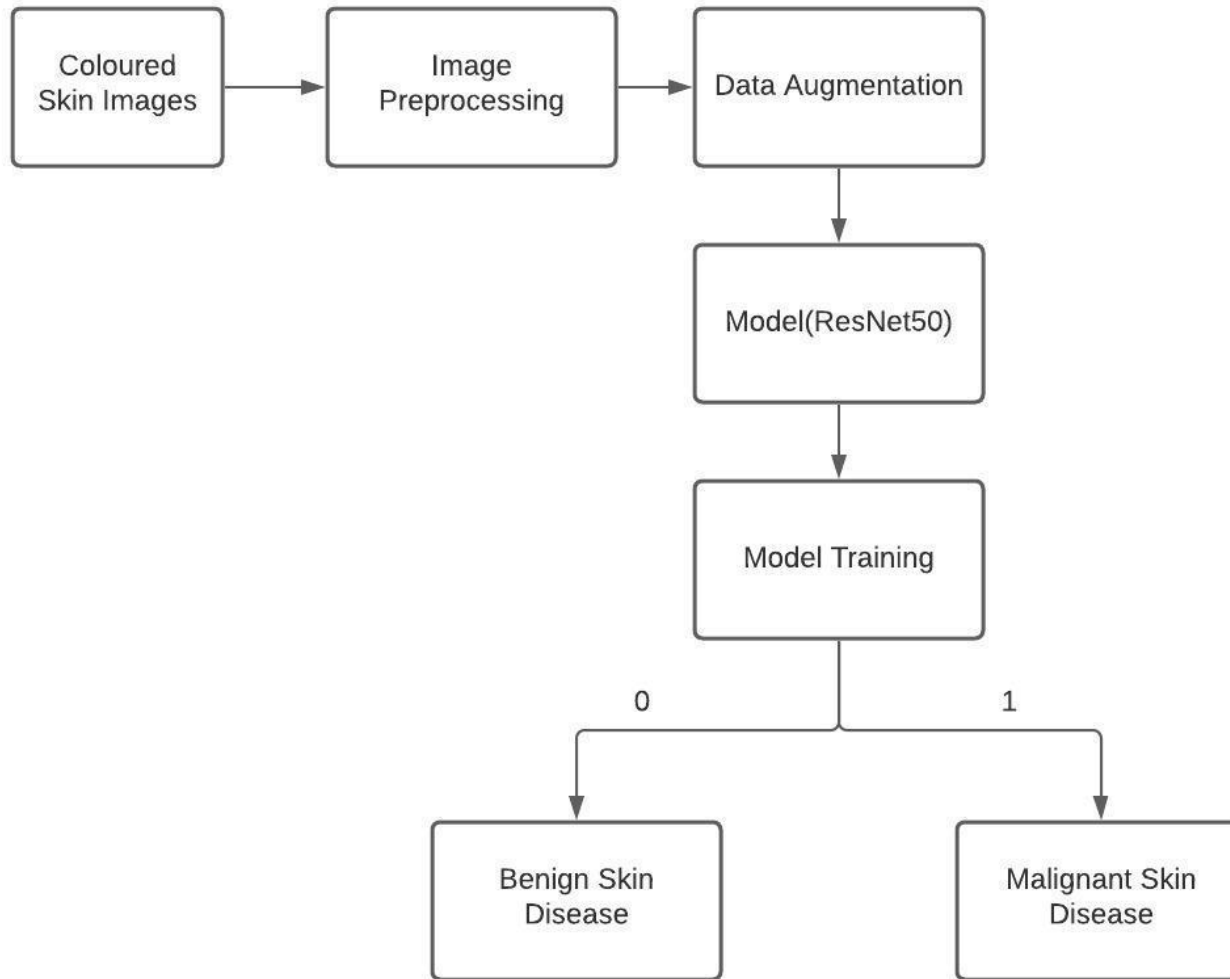 Coloured
Skin Images
Image
Preprocessing
Data Augmentation
Model(ResNet50)
Model Training
0
1
Benign Skin
Disease
Malignant Skin
Disease